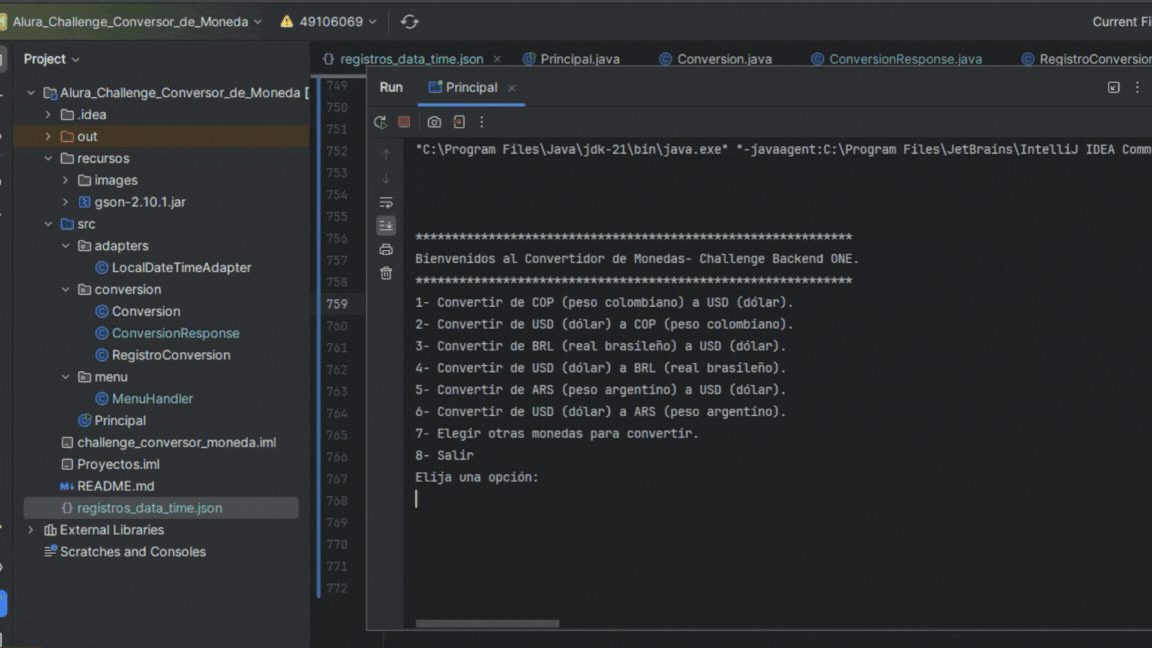 Alura_Challenge_Conversor_de_Moneda
49106069
Current Fi
Project
registros_data_time.json
Principal.java
Conversion.java
ConversionResponse.java
RegistroConversion
Alura_Challenge_Conversor_de_Moneda [
.idea
out
recursos
images
gson-2.10.1.jar
src
adapters
LocalDateTimeAdapter
conversion
Conversion
ConversionResponse
RegistroConversion
menu
MenuHandler
Principal
challenge_conversor_moneda.iml
Proyectos.iml
M↓ README.md
{} registros_data_time.json
External Libraries
Scratches and Consoles
749
750
751
752
753
754
755
756
757
758
759
760
761
762
763
764
765
766
767
768
769
770
771
772
Run
Principal
"C:\Program Files\Java\jdk-21\bin\java.exe" "-javaagent:C:\Program Files\JetBrains\IntelliJ IDEA Comm
************************************************************
Bienvenidos al Convertidor de Monedas- Challenge Backend ONE.
************************************************************
1- Convertir de COP (peso colombiano) a USD (dólar).
2- Convertir de USD (dólar) a COP (peso colombiano).
3- Convertir de BRL (real brasileño) a USD (dólar).
4- Convertir de USD (dólar) a BRL (real brasileño).
5- Convertir de ARS (peso argentino) a USD (dólar).
6- Convertir de USD (dólar) a ARS (peso argentino).
7- Elegir otras monedas para convertir.
8- Salir
Elija una opción: